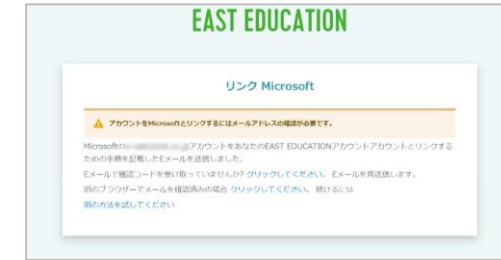 EAST EDUCATION
リンク Microsoft
アカウントをMicrosoftとリンクするにはメールアドレスの確認が必要です。
Microsoftの アカウントをあなたのEAST EDUCATIONアカウントアカウントとリンクする
ための手順を記載したEメールを送信しました。
Eメールで確認コードを受け取っていませんか? クリックしてください。 Eメールを再送信します。
別のブラウザーでメールを確認済みの場合 クリックしてください。 続けるには
別の方法を試してください